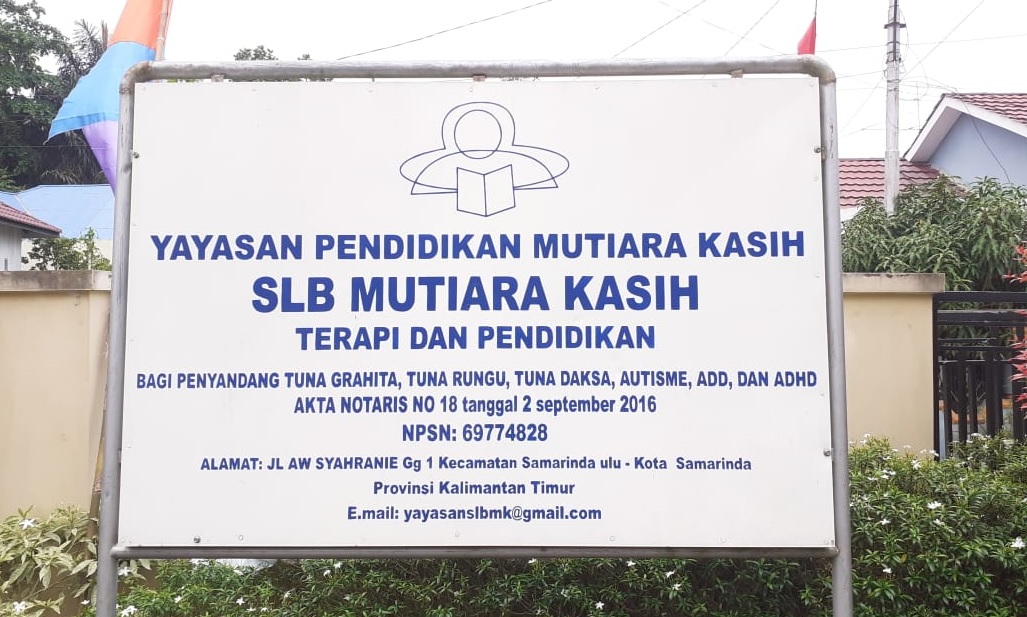 YAYASAN PENDIDIKAN MUTIARA KASIH
SLB MUTIARA KASIH
TERAPI DAN PENDIDIKAN
BAGI PENYANDANG TUNA GRAHITA, TUNA RUNGU, TUNA DAKSA, AUTISME, ADD, DAN ADHD
AKTA NOTARIS NO 18 tanggal 2 september 2016
NPSN: 69774828
ALAMAT: JL AW SYAHRANIE Gg 1 Kecamatan Samarinda ulu - Kota Samarinda
Provinsi Kalimantan Timur
E.mail: yayasanslbmk@gmail.com